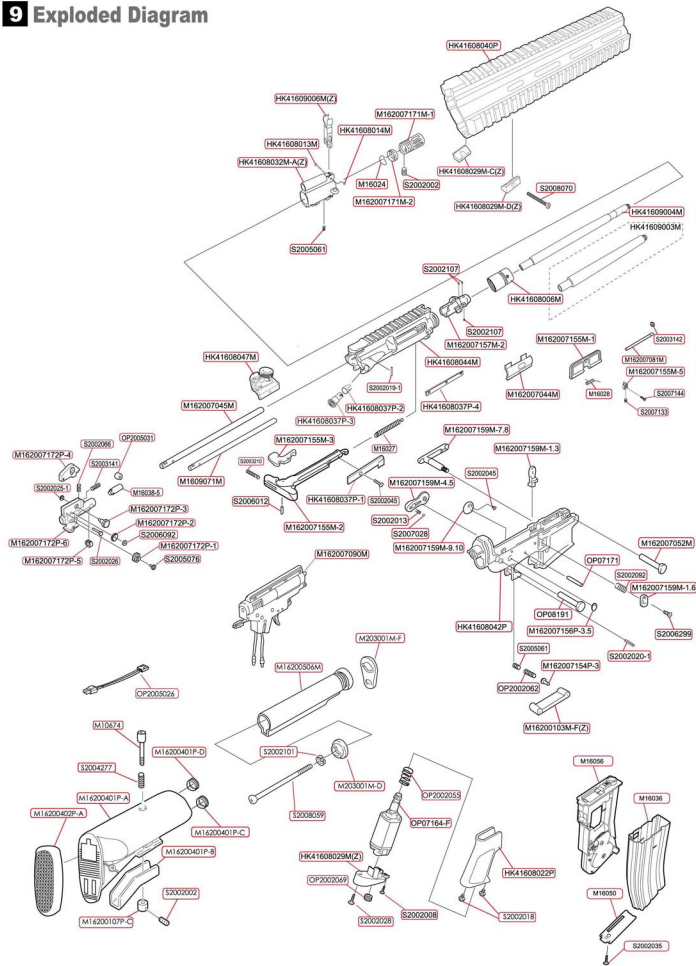 9 Exploded Diagram
HK41608040P
HK41609006M(Z)
M162007171M-1
HK41608014M
HK41608013M
HK41608032M-A(Z)
M16024
S2002002
M162007171M-2
HK41608029M-C(Z)
S2008070
HK41608029M-D(Z)
HK41609004M
HK41609003M
S2005061
S2002107
HK41608006M
S2002107
M162007157M-2
M162007155M-1
S2003142
M162007081M
HK41608047M
HK41608044M
M162007155M-5
S2002019-1
M162007044M
M16028
S2007144
S2007133
HK41608037P-2
HK41608037P-4
HK41608037P-3
M162007045M
M162007159M-7.8
OP2005031
S2002066
M162007155M-3
M16027
M162007159M-1.3
M162007172P-4
S2003141
S2003210
M1609071M
S2002045
S2002025-1
M16038-5
M162007159M-4.5
S2006012
HK41608037P-1
S2002045
M162007172P-3
M162007172P-2
S2002013
M162007155M-2
S2007028
S2006092
M162007172P-6
M162007172P-1
M162007159M-9.10
M162007052M
M162007172P-5
S2002026
S2005076
M162007090M
OP07171
S2002092
M162007159M-1.6
OP08191
HK41608042P
M162007156P-3.5
S2006299
M203001M-F
S2005061
S2002020-1
M16200506M
M162007154P-3
OP2002062
OP2005026
M16200103M-F(Z)
M10674
M16200401P-D
S2002101
S2004277
M16056
M203001M-D
OP2002055
M16200401P-A
M16036
M16200402P-A
S2008059
OP07164-F
M16200401P-C
M16200401P-B
HK41608029M(Z)
HK41608022P
OP2002069
S2002002
M16050
M16200107P-C
S2002028
S2002008
S2002018
S2002035